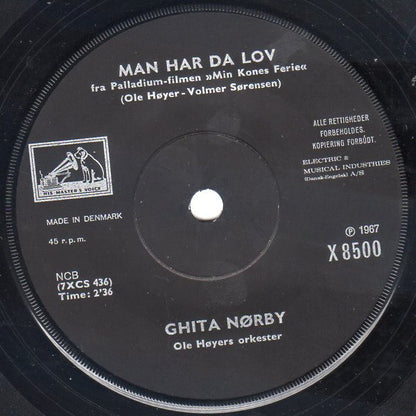 MAN HAR DA LOV
fra Palladium-filmen »Min Kones Ferie«
(Ole Høyer - Volmer Sørensen)
ALLE RETTIGHEDER
FORBEHOLDES.
KOPIERING FORBUDT.
ELECTRIC &
MUSICAL INDUSTRIES
(Dansk-Engelsk) A/S
HIS MASTER'S VOICE
MADE IN DENMARK
45 r.p.m.
Ⓟ 1967
X 8500
NCB
(7XCS 436)
Time: 2'36
GHITA NØRBY
Ole Høyers orkester